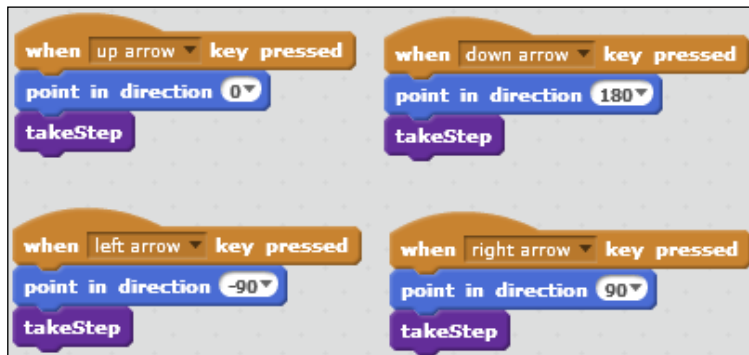 when up arrow key pressed
point in direction 0
takeStep
when down arrow key pressed
point in direction 180
takeStep
when left arrow key pressed
point in direction -90
takeStep
when right arrow key pressed
point in direction 90
takeStep